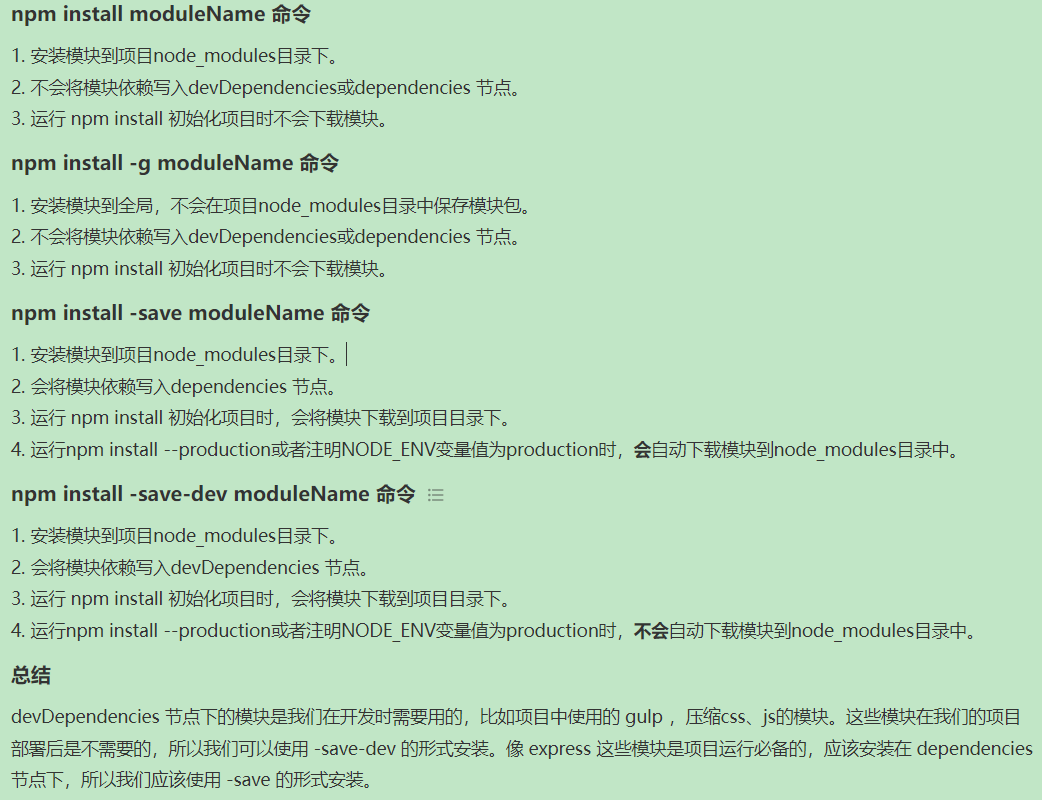 npm install moduleName 命令
1. 安装模块到项目node_modules目录下。
2. 不会将模块依赖写入devDependencies或dependencies 节点。
3. 运行 npm install 初始化项目时不会下载模块。
npm install -g moduleName 命令
1. 安装模块到全局，不会在项目node_modules目录中保存模块包。
2. 不会将模块依赖写入devDependencies或dependencies 节点。
3. 运行 npm install 初始化项目时不会下载模块。
npm install -save moduleName 命令
1. 安装模块到项目node_modules目录下。
2. 会将模块依赖写入dependencies 节点。
3. 运行 npm install 初始化项目时，会将模块下载到项目目录下。
4. 运行npm install --production或者注明NODE_ENV变量值为production时，会自动下载模块到node_modules目录中。
npm install -save-dev moduleName 命令
1. 安装模块到项目node_modules目录下。
2. 会将模块依赖写入devDependencies 节点。
3. 运行 npm install 初始化项目时，会将模块下载到项目目录下。
4. 运行npm install --production或者注明NODE_ENV变量值为production时，不会自动下载模块到node_modules目录中。
总结
devDependencies 节点下的模块是我们在开发时需要用的，比如项目中使用的 gulp ，压缩css、js的模块。这些模块在我们的项目
部署后是不需要的，所以我们可以使用 -save-dev 的形式安装。像 express 这些模块是项目运行必备的，应该安装在 dependencies
节点下，所以我们应该使用 -save 的形式安装。